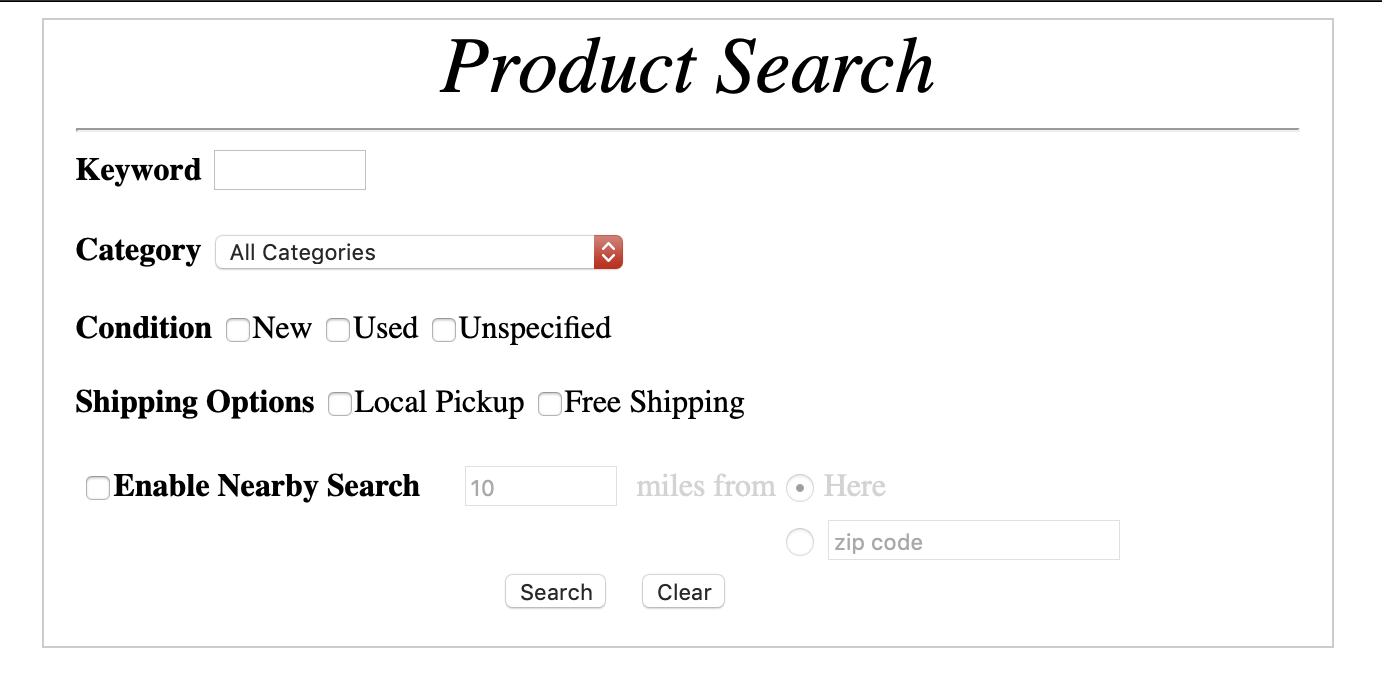 Product Search
Keyword
Category All Categories
Condition New Used Unspecified
Shipping Options Local Pickup Free Shipping
Enable Nearby Search 10 miles from Here
zip code
Search Clear